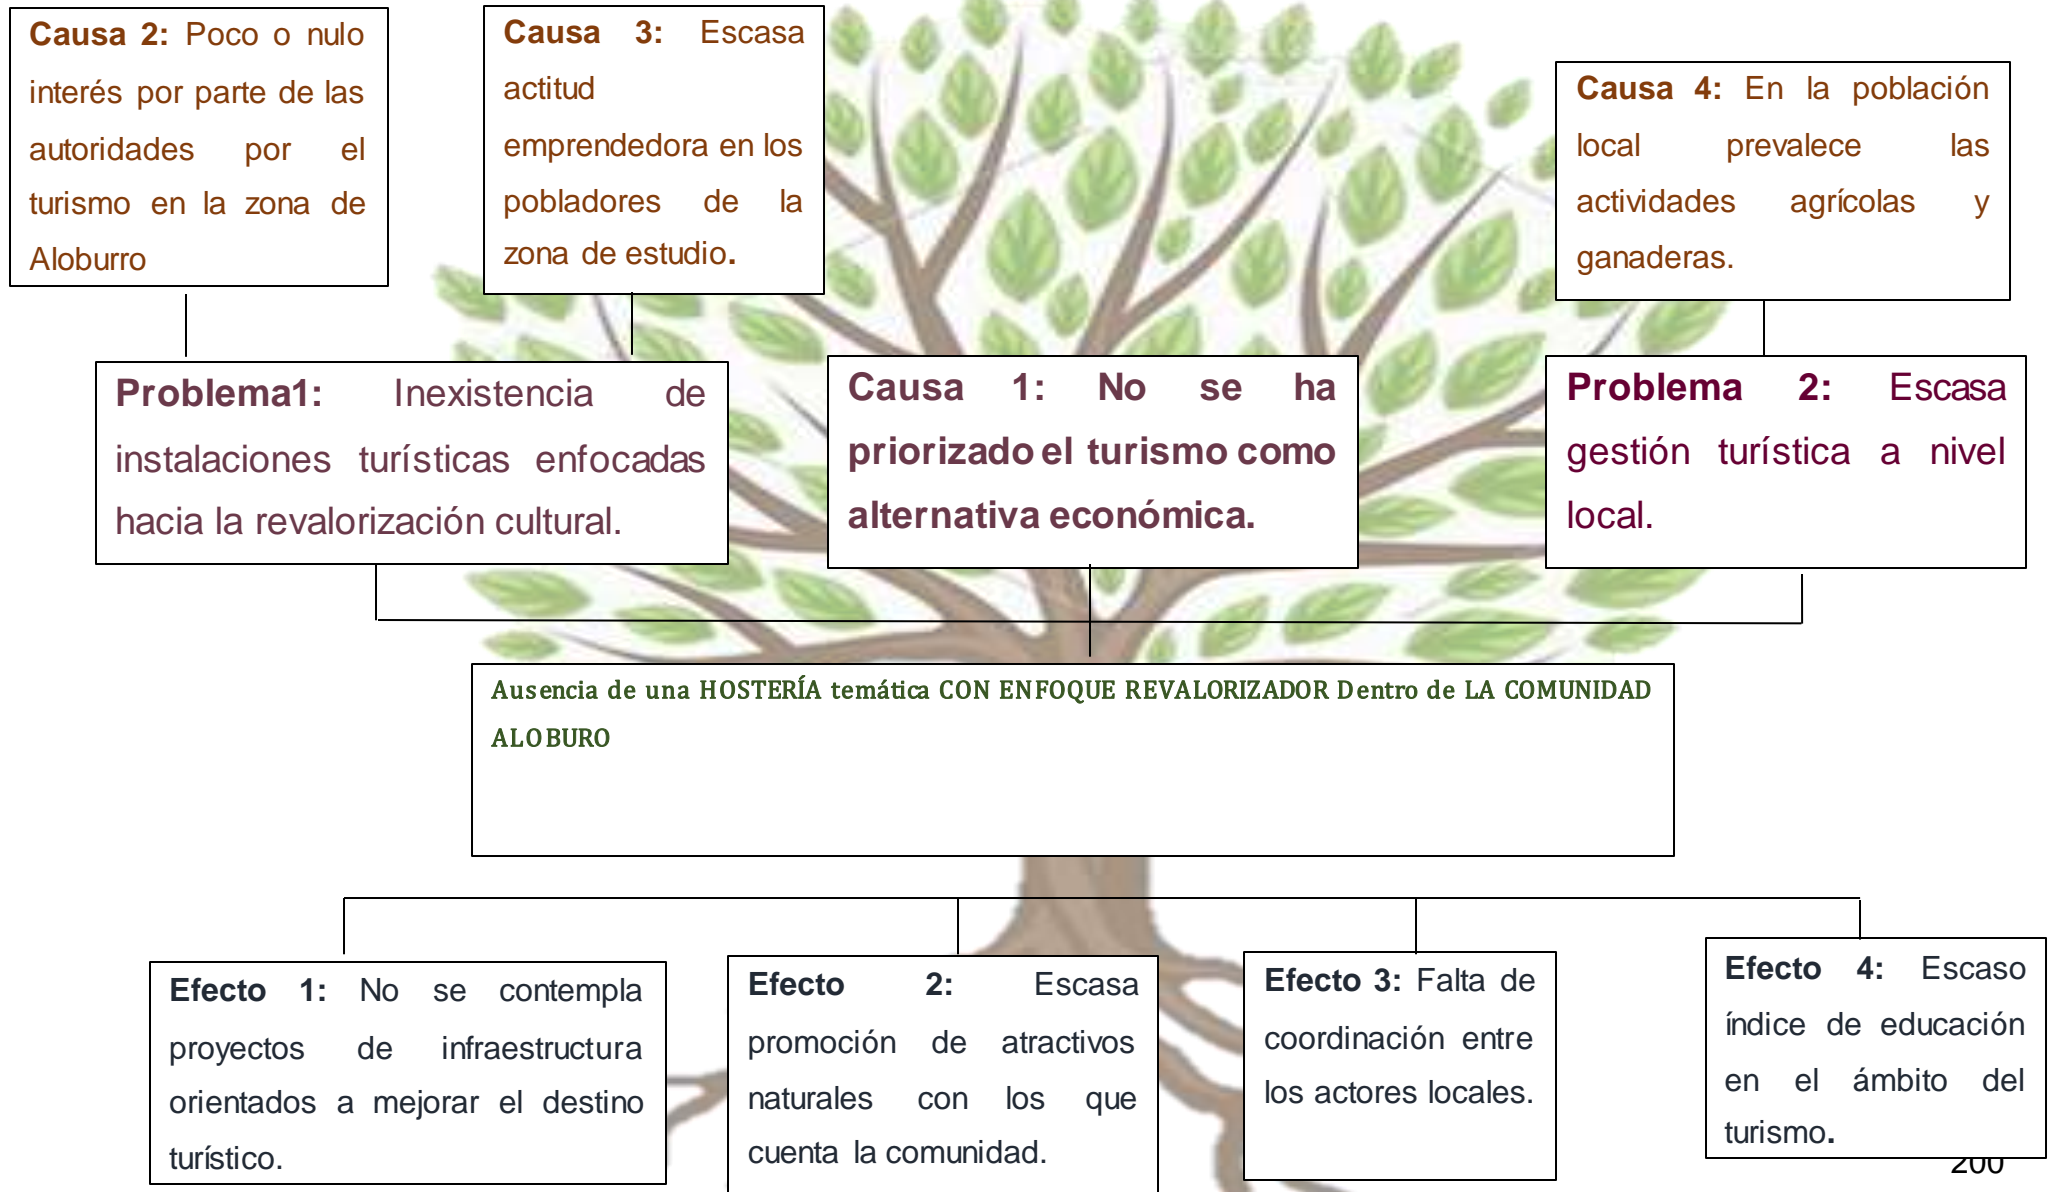 Causa 2: Poco o nulo
interés por parte de las
autoridades por el
turismo en la zona de
Aloburro
Causa 3: Escasa
actitud
emprendedora en los
pobladores de la
zona de estudio.
Causa 4: En la población
local prevalece las
actividades agrícolas y
ganaderas.
Problema1: Inexistencia de
instalaciones turísticas enfocadas
hacia la revalorización cultural.
Causa 1: No se ha
priorizado el turismo como
alternativa económica.
Problema 2: Escasa
gestión turística a nivel
local.
Ausencia de una HOSTERÍA temática CON ENFOQUE REVALORIZADOR Dentro de LA COMUNIDAD
ALOBURO
Efecto 1: No se contempla
proyectos de infraestructura
orientados a mejorar el destino
turístico.
Efecto 2: Escasa
promoción de atractivos
naturales con los que
cuenta la comunidad.
Efecto 3: Falta de
coordinación entre
los actores locales.
Efecto 4: Escaso
índice de educación
en el ámbito del
turismo.
200